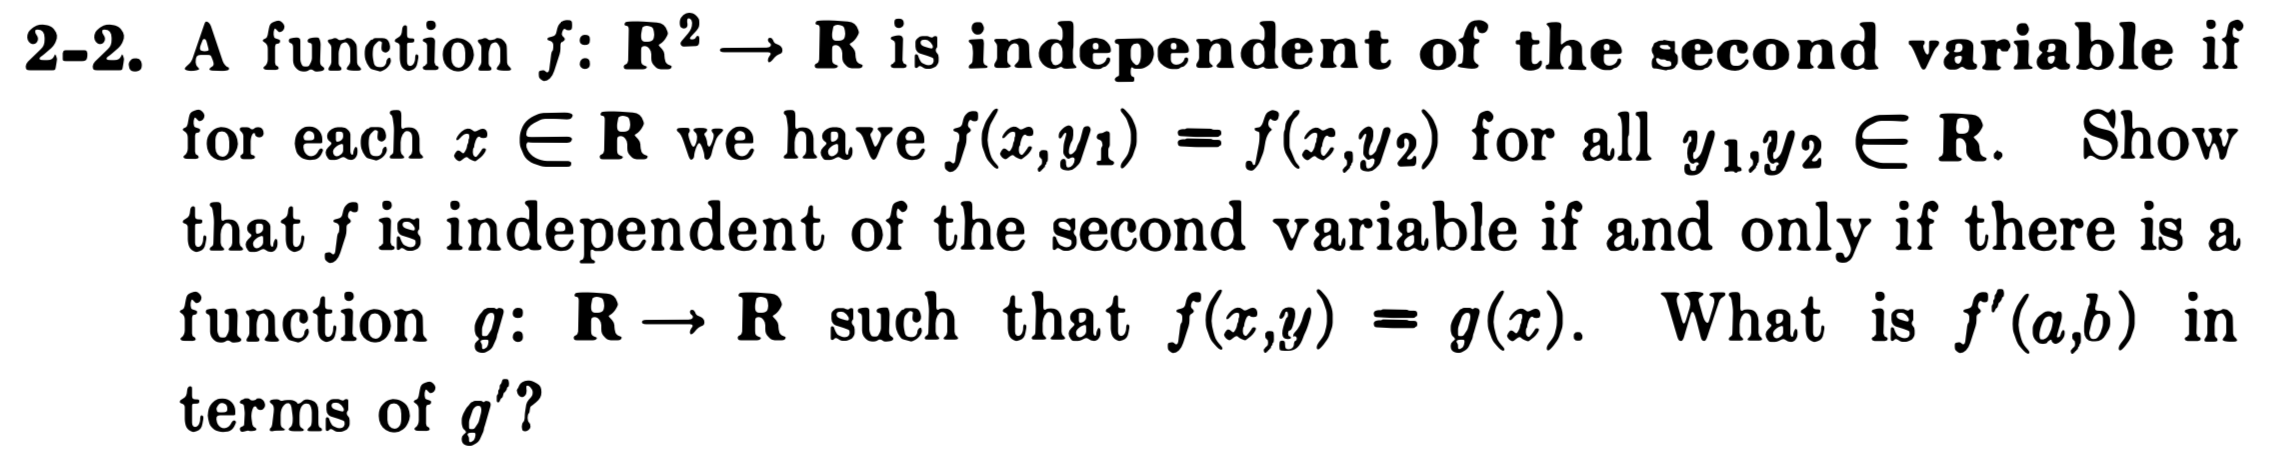 2-2. A function f: R² → R is independent of the second variable if
for each x ∈ R we have f(x,y₁) = f(x,y₂) for all y₁,y₂ ∈ R. Show
that f is independent of the second variable if and only if there is a
function g: R → R such that f(x,y) = g(x). What is f′(a,b) in
terms of g′?